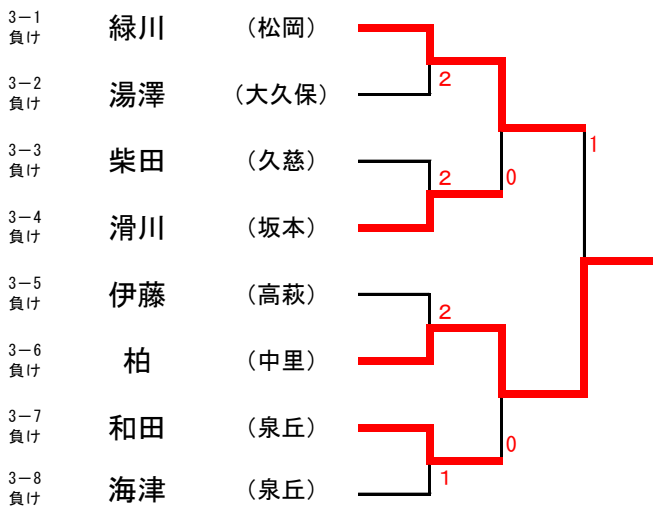 3－1
負け
緑川
（松岡）
2
3－2
負け
湯澤
（大久保）
1
3－3
負け
柴田
（久慈）
2
0
3－4
負け
滑川
（坂本）
3－5
負け
伊藤
（高萩）
2
3－6
負け
柏
（中里）
3－7
負け
和田
（泉丘）
0
1
3－8
負け
海津
（泉丘）